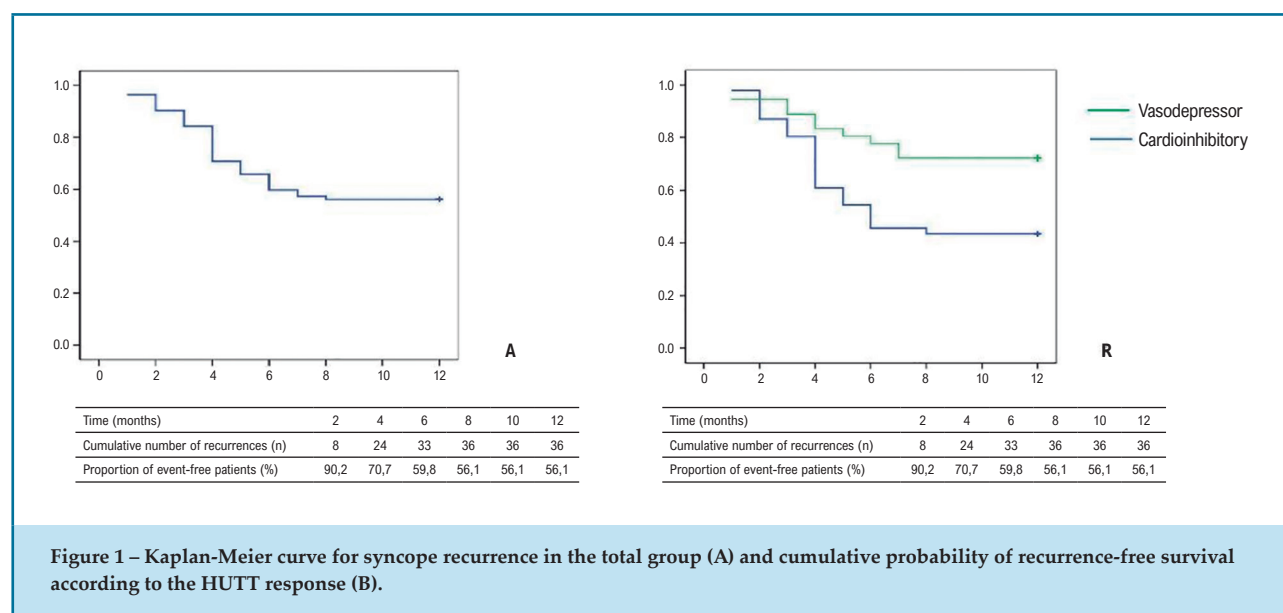 1.0
0.8
0.6
0.4
0.2
0.0
0 2 4 6 8 10 12
A
Time (months) 2 4 6 8 10 12
Cumulative number of recurrences (n) 8 24 33 36 36 36
Proportion of event-free patients (%) 90,2 70,7 59,8 56,1 56,1 56,1
1.0
0.8
0.6
0.4
0.2
0.0
0 2 4 6 8 10 12
Vasodepressor
Cardioinhibitory
R
Time (months) 2 4 6 8 10 12
Cumulative number of recurrences (n) 8 24 33 36 36 36
Proportion of event-free patients (%) 90,2 70,7 59,8 56,1 56,1 56,1
Figure 1 – Kaplan-Meier curve for syncope recurrence in the total group (A) and cumulative probability of recurrence-free survival
according to the HUTT response (B).